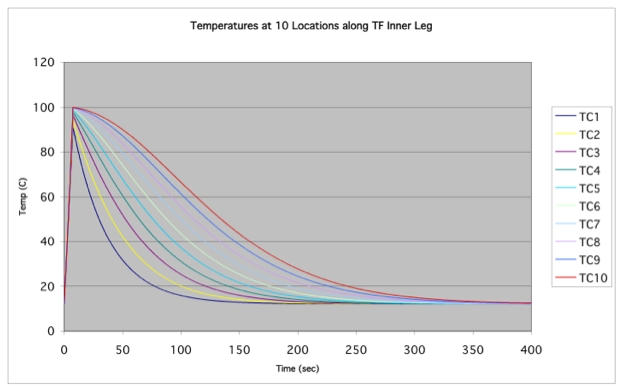 Temperatures at 10 Locations along TF Inner Leg
120
100
80
60
40
20
0
Temp (C)
0 50 100 150 200 250 300 350 400
Time (sec)
TC1
TC2
TC3
TC4
TC5
TC6
TC7
TC8
TC9
TC10